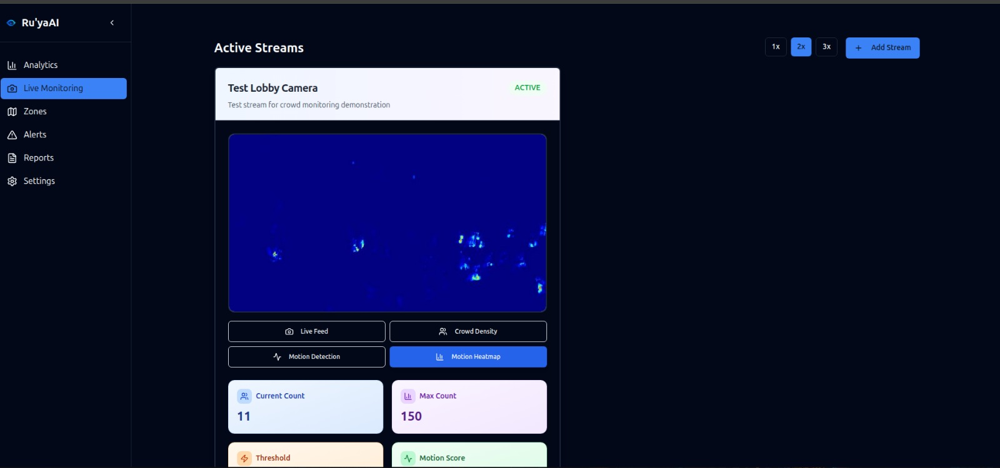 Ru'yaAI
Analytics
Live Monitoring
Zones
Alerts
Reports
Settings
Active Streams
1x
2x
3x
+ Add Stream
Test Lobby Camera
ACTIVE
Test stream for crowd monitoring demonstration
Live Feed
Crowd Density
Motion Detection
Motion Heatmap
Current Count
11
Max Count
150
Threshold
Motion Score